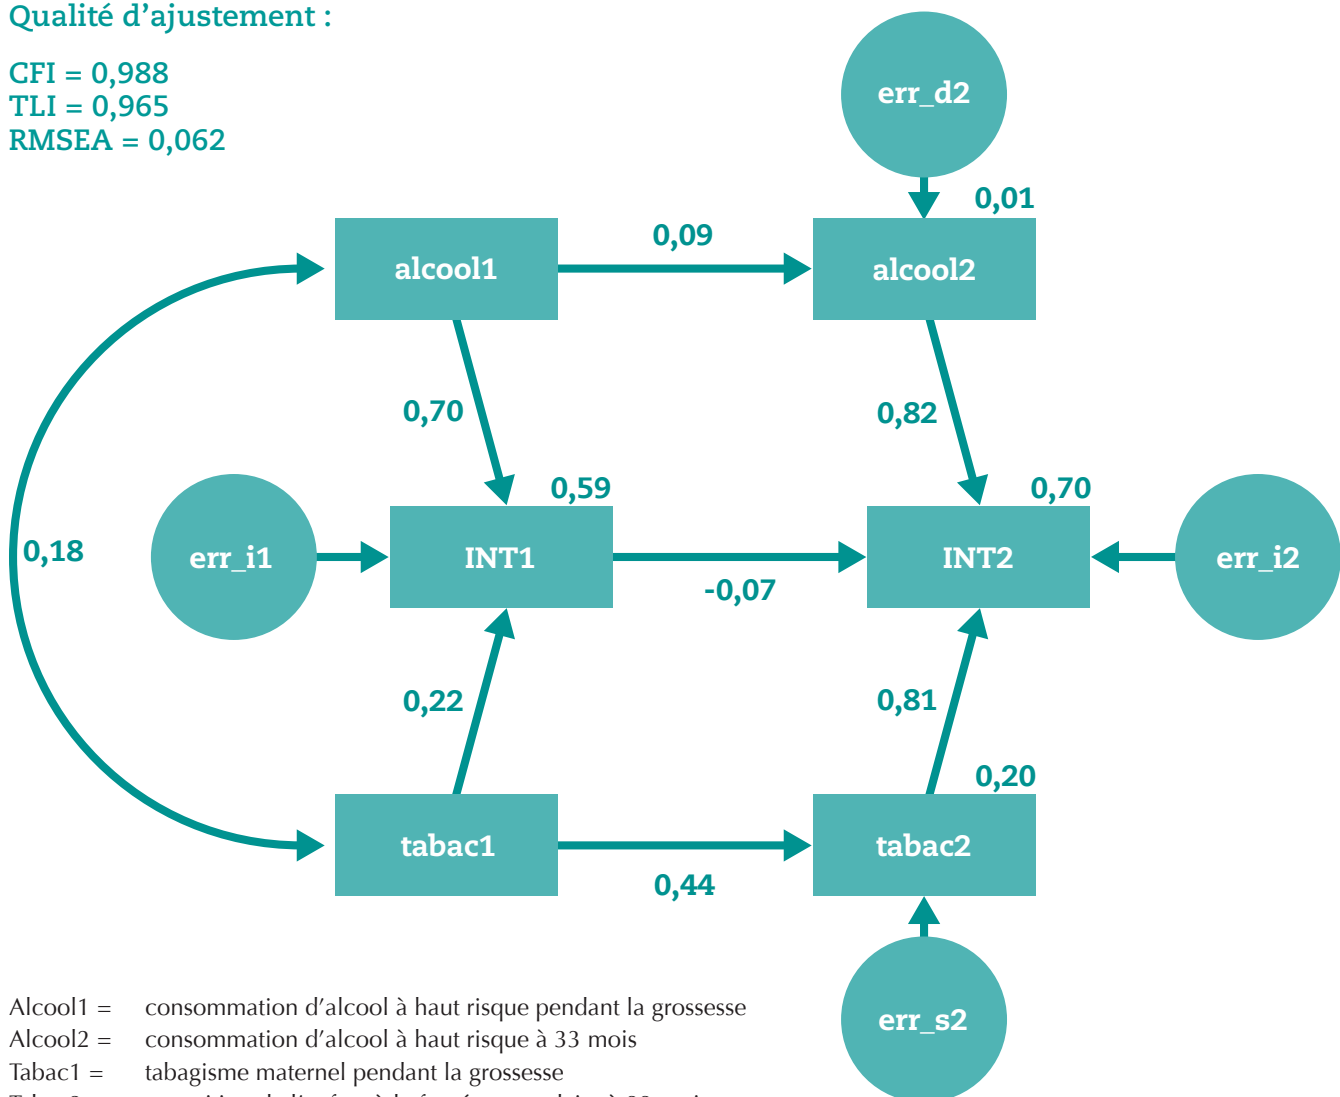 Qualité d'ajustement :
CFI = 0,988
TLI = 0,965
RMSEA = 0,062
err_d2
0,01
0,09
alcool1
alcool2
0,70
0,82
0,59
0,70
0,18
err_i1
INT1
INT2
err_i2
-0,07
0,22
0,81
0,20
tabac1
tabac2
0,44
Alcool1 = consommation d'alcool à haut risque pendant la grossesse
Alcool2 = consommation d'alcool à haut risque à 33 mois
Tabac1 = tabagisme maternel pendant la grossesse
err_s2